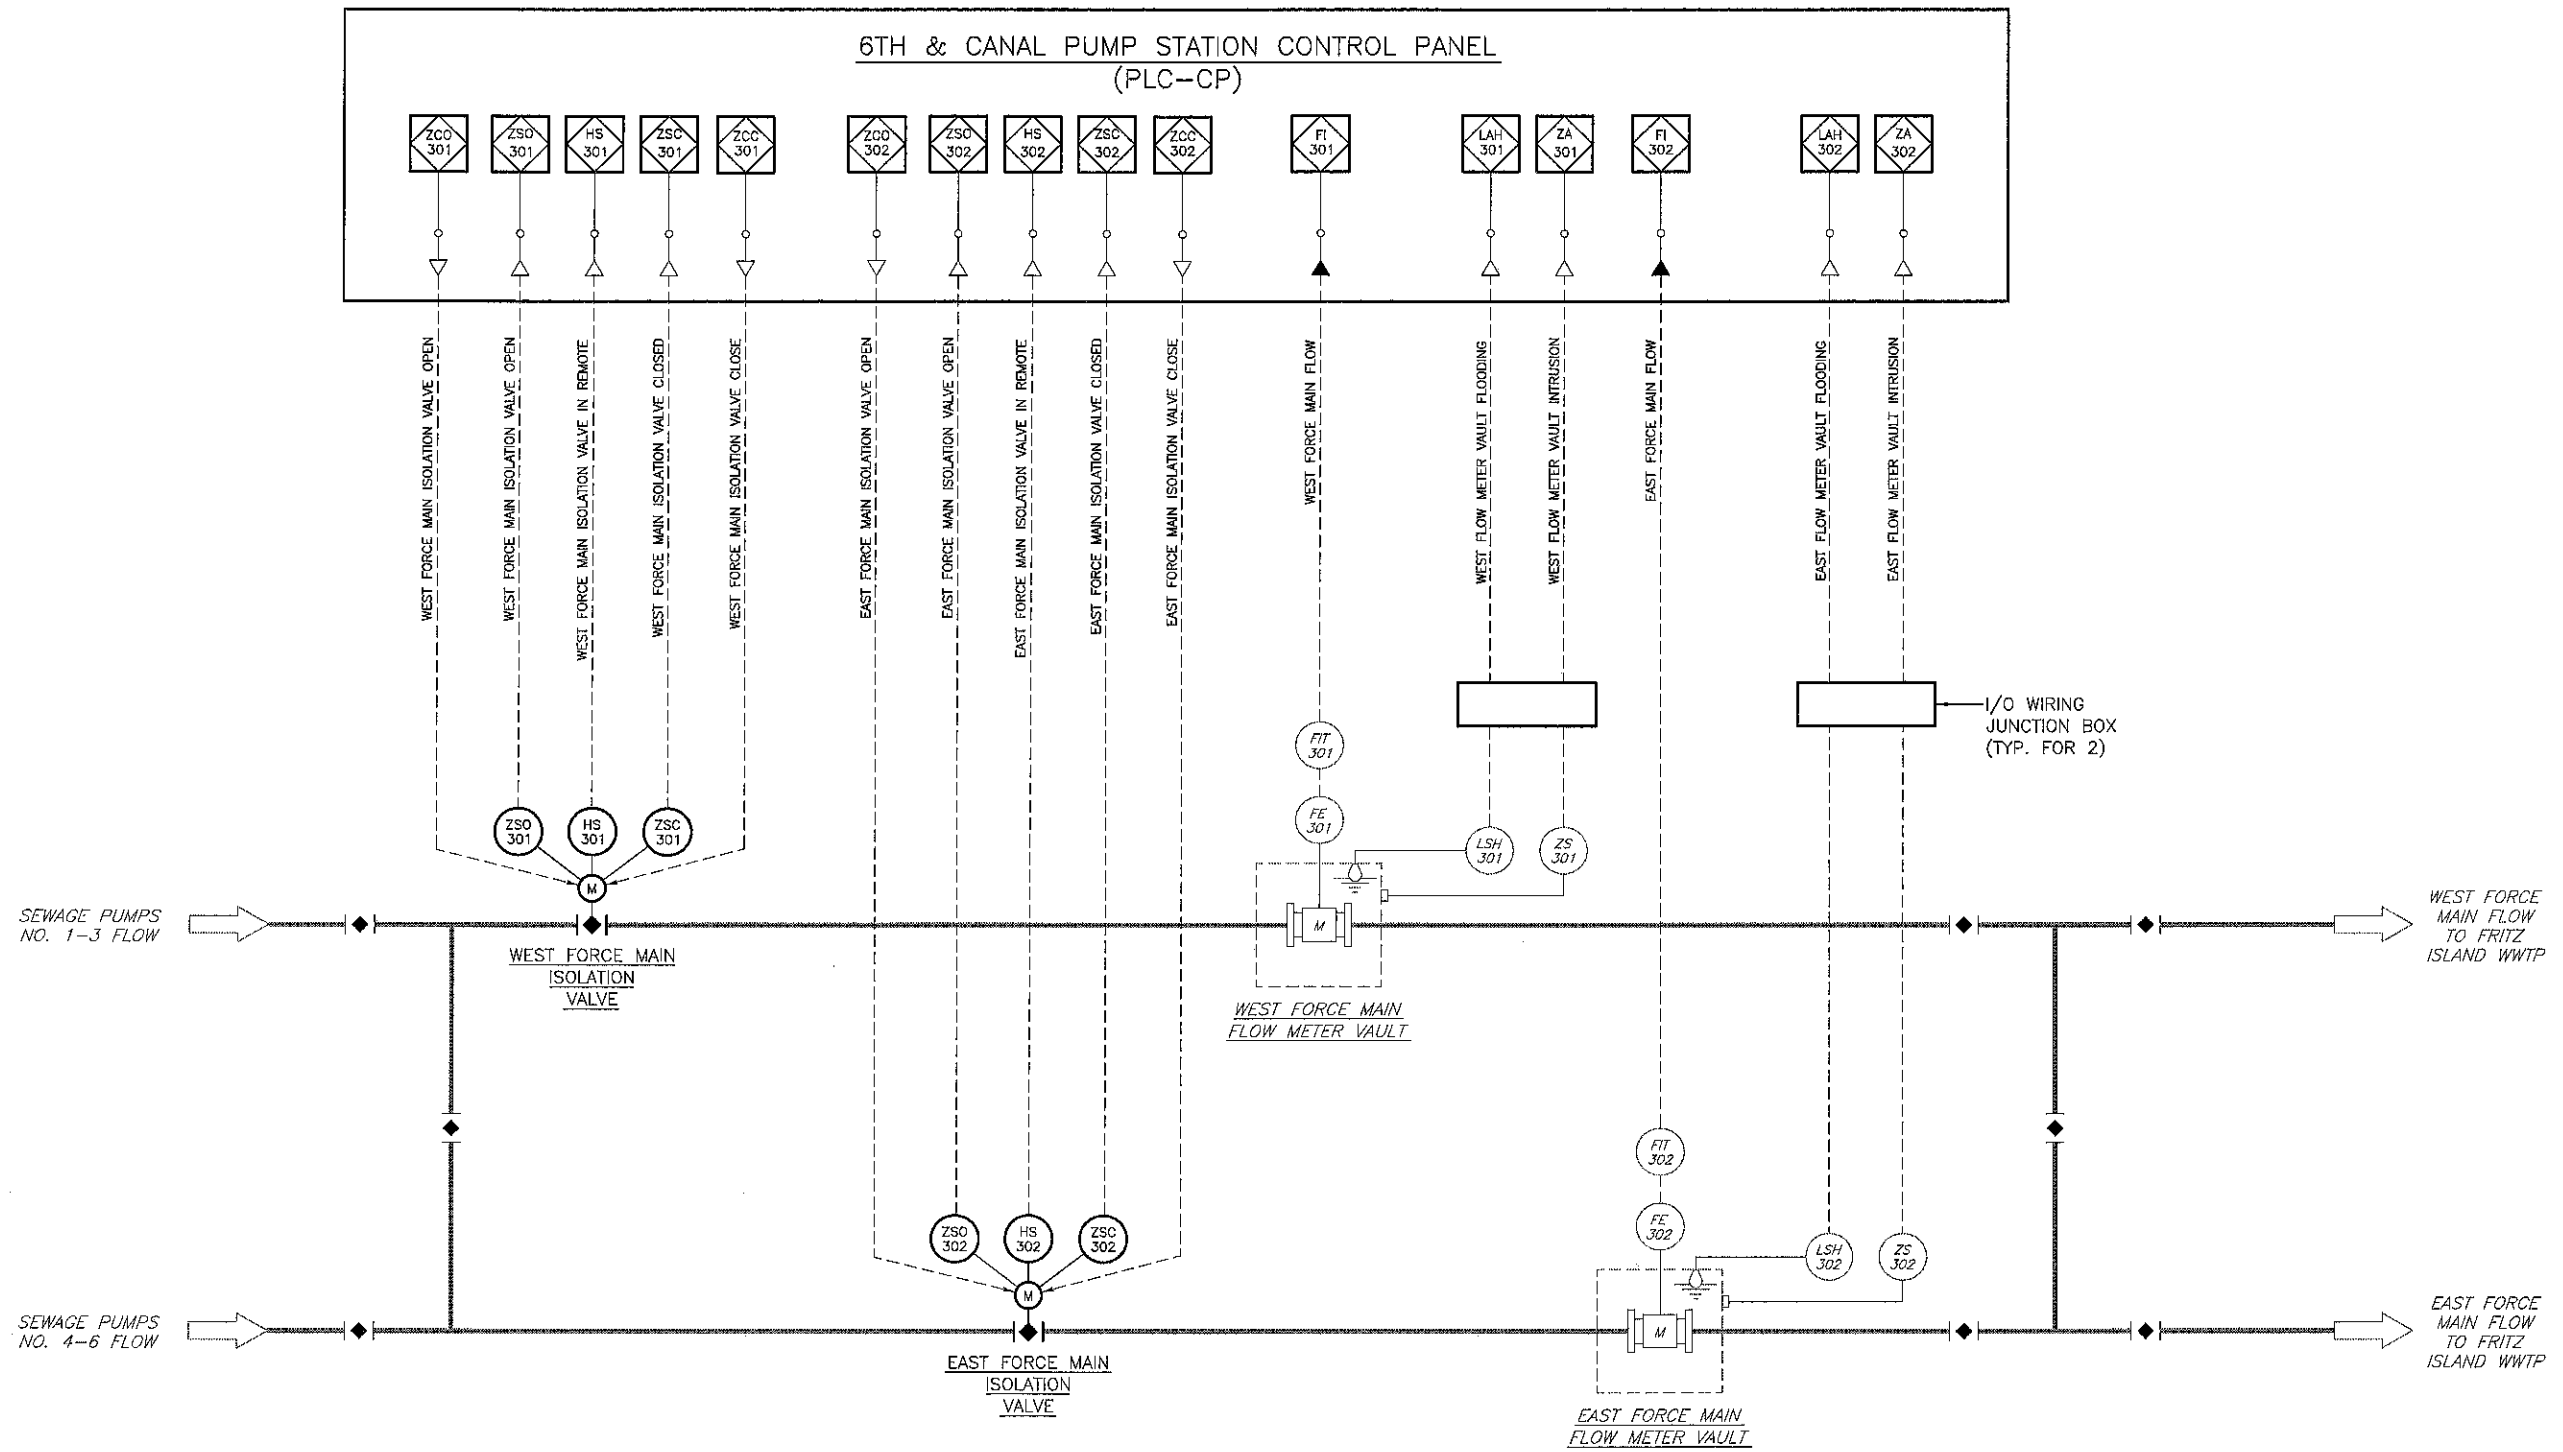 6TH & CANAL PUMP STATION CONTROL PANEL
(PLC-CP)
ZCO
301
ZSO
301
HS
301
ZSC
301
ZCC
301
ZCO
302
ZSO
302
HS
302
ZSC
302
ZCC
302
FI
301
LAH
301
ZA
301
FI
302
LAH
302
ZA
302
WEST FORCE MAIN ISOLATION VALVE OPEN
WEST FORCE MAIN ISOLATION VALVE OPEN
WEST FORCE MAIN ISOLATION VALVE IN REMOTE
WEST FORCE MAIN ISOLATION VALVE CLOSED
WEST FORCE MAIN ISOLATION VALVE CLOSE
EAST FORCE MAIN ISOLATION VALVE OPEN
EAST FORCE MAIN ISOLATION VALVE OPEN
EAST FORCE MAIN ISOLATION VALVE IN REMOTE
EAST FORCE MAIN ISOLATION VALVE CLOSED
EAST FORCE MAIN ISOLATION VALVE CLOSE
WEST FORCE MAIN FLOW
WEST FLOW METER VAULT FLOODING
WEST FLOW METER VAULT INTRUSION
EAST FORCE MAIN FLOW
EAST FLOW METER VAULT FLOODING
EAST FLOW METER VAULT INTRUSION
I/O WIRING
JUNCTION BOX
(TYP. FOR 2)
FIT
301
FE
301
ZSO
301
HS
301
ZSC
301
LSH
301
ZS
301
M
SEWAGE PUMPS
NO. 1-3 FLOW
M
WEST FORCE
MAIN FLOW
TO FRITZ
ISLAND WWTP
WEST FORCE MAIN
ISOLATION
VALVE
WEST FORCE MAIN
FLOW METER VAULT
FIT
302
FE
302
ZSO
302
HS
302
ZSC
302
LSH
302
ZS
302
M
SEWAGE PUMPS
NO. 4-6 FLOW
M
EAST FORCE
MAIN FLOW
TO FRITZ
ISLAND WWTP
EAST FORCE MAIN
ISOLATION
VALVE
EAST FORCE MAIN
FLOW METER VAULT